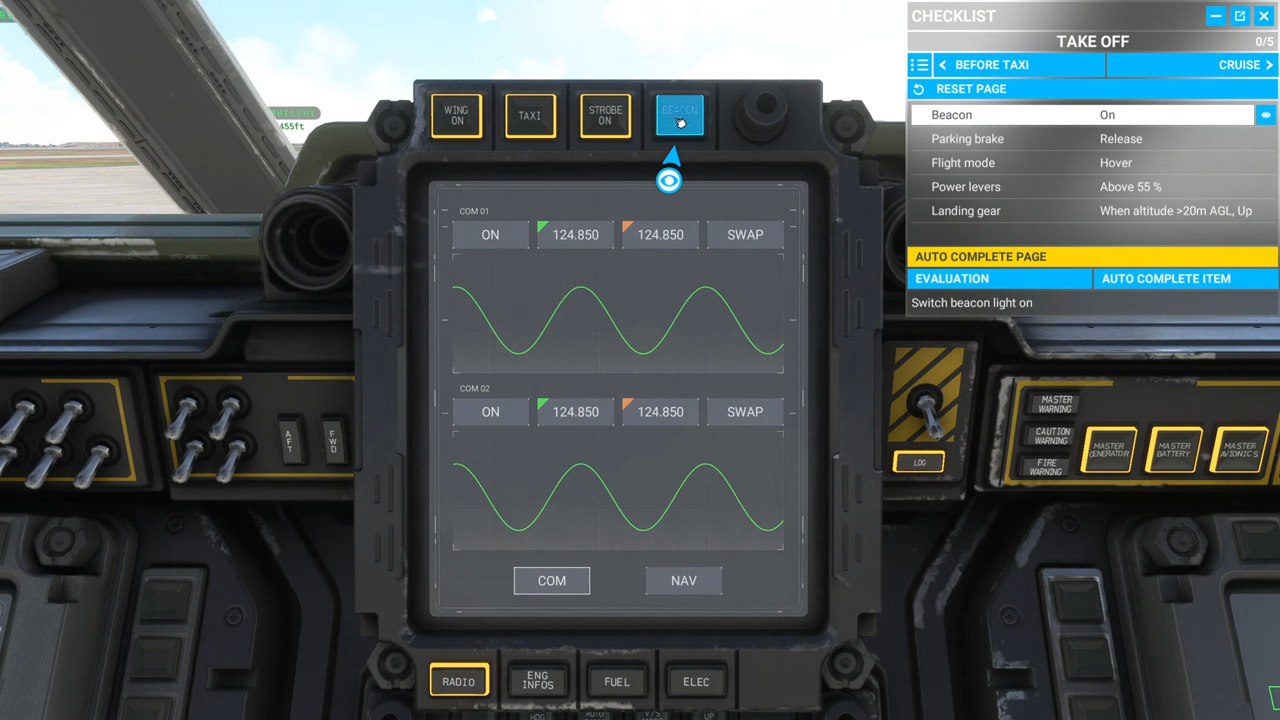 CHECKLIST
TAKE OFF 0/5
BEFORE TAXI CRUISE
RESET PAGE
Beacon On
Parking brake Release
Flight mode Hover
Power levers Above 55 %
Landing gear When altitude >20m AGL, Up
AUTO COMPLETE PAGE
EVALUATION AUTO COMPLETE ITEM
Switch beacon light on
455ft
WING
ON
TAXI
STROBE
ON
BEACON
COM 01
ON 124.850 124.850 SWAP
COM 02
ON 124.850 124.850 SWAP
COM NAV
AFT
FWD
LDG
MASTER
WARNING
CAUTION
WARNING
FIRE
WARNING
MASTER
GENERATOR
MASTER
BATTERY
MASTER
AVIONICS
RADIO
ENG
INFOS
FUEL
ELEC